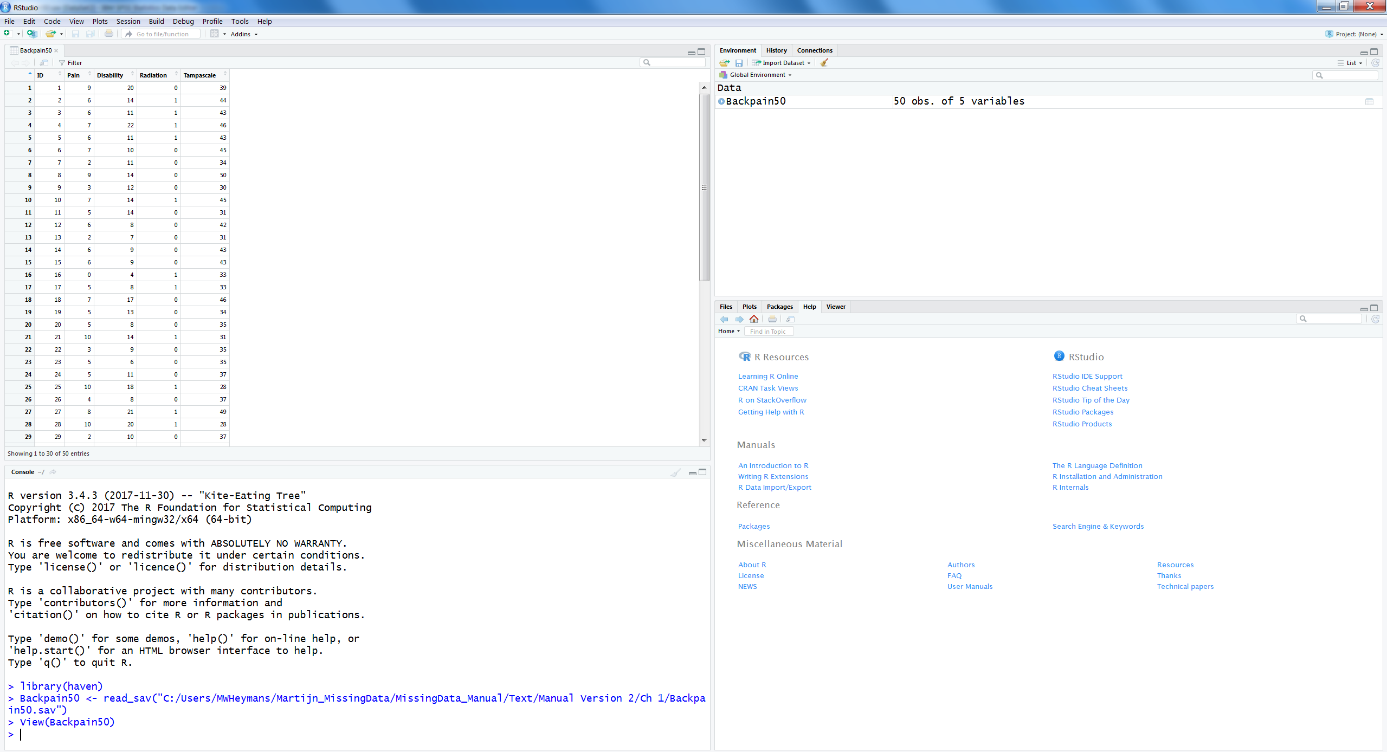 RStudio
File Edit Code View Plots Session Build Debug Profile Tools Help
Go to file/function Addins Project: (None)
Backpain50
Filter
ID Pain Disability Radiation Tampascale
1 1 9 20 0 39
2 2 6 14 1 44
3 3 6 11 1 43
4 4 7 22 1 46
5 5 6 11 1 43
6 6 7 10 0 45
7 7 2 11 0 34
8 8 9 14 0 50
9 9 3 12 0 30
10 10 7 14 1 45
11 11 5 14 0 31
12 12 6 8 0 42
13 13 2 7 0 31
14 14 6 9 0 43
15 15 6 9 0 43
16 16 0 4 1 33
17 17 5 8 1 33
18 18 7 17 0 46
19 19 5 13 0 34
20 20 5 8 0 35
21 21 10 14 1 31
22 22 3 9 0 35
23 23 5 6 0 35
24 24 5 11 0 37
25 25 10 18 1 28
26 26 4 8 0 37
27 27 8 21 1 49
28 28 10 20 1 28
29 29 2 10 0 37
Showing 1 to 30 of 50 entries
Console ~/
R version 3.4.3 (2017-11-30) -- "Kite-Eating Tree"
Copyright (C) 2017 The R Foundation for Statistical Computing
Platform: x86_64-w64-mingw32/x64 (64-bit)
R is free software and comes with ABSOLUTELY NO WARRANTY.
You are welcome to redistribute it under certain conditions.
Type 'license()' or 'licence()' for distribution details.
R is a collaborative project with many contributors.
Type 'contributors()' for more information and
'citation()' on how to cite R or R packages in publications.
Type 'demo()' for some demos, 'help()' for on-line help, or
'help.start()' for an HTML browser interface to help.
Type 'q()' to quit R.
> library(haven)
> Backpain50 <- read_sav("C:/Users/MWHeymans/Martijn_MissingData/MissingData_Manual/Text/Manual Version 2/Ch 1/Backpa
in50.sav")
> View(Backpain50)
>
Environment History Connections
Import Dataset List
Global Environment
Data
Backpain50 50 obs. of 5 variables
Files Plots Packages Help Viewer
Home Find in Topic
R Resources
Learning R Online
CRAN Task Views
R on StackOverflow
Getting Help with R
RStudio
RStudio IDE Support
RStudio Cheat Sheets
RStudio Tip of the Day
RStudio Packages
RStudio Products
Manuals
An Introduction to R The R Language Definition
Writing R Extensions R Installation and Administration
R Data Import/Export R Internals
Reference
Packages Search Engine & Keywords
Miscellaneous Material
About R Authors Resources
License FAQ Thanks
NEWS User Manuals Technical papers